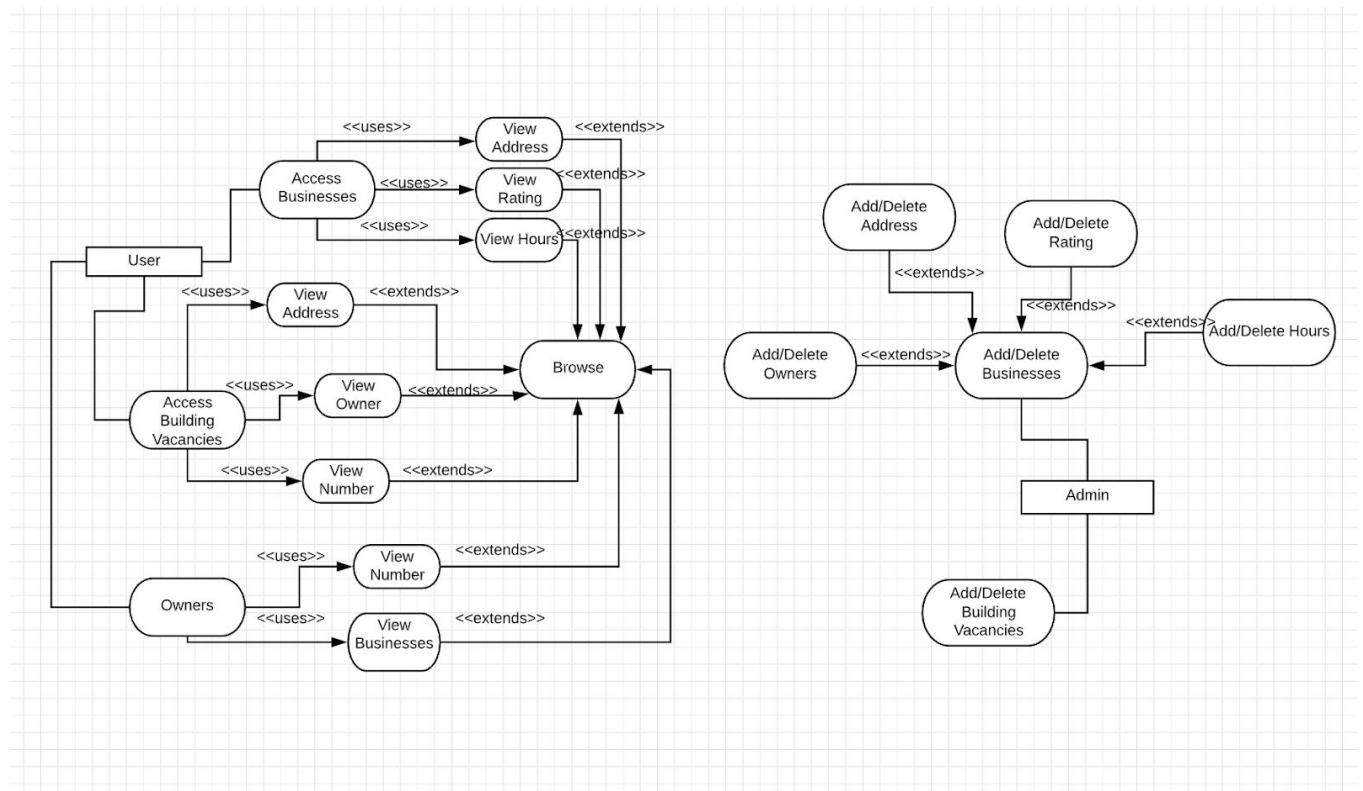 <<uses>>
View
Address
<<extends>>
Access
Businesses
<<uses>>
View
Rating
<<extends>>
<<uses>>
View Hours
<<extends>>
User
<<uses>>
View
Address
<<extends>>
Browse
Access
Building
Vacancies
<<uses>>
View
Owner
<<extends>>
<<uses>>
View
Number
<<extends>>
<<uses>>
View
Number
<<extends>>
Owners
<<uses>>
View
Businesses
<<extends>>
Add/Delete
Address
<<extends>>
Add/Delete
Rating
<<extends>>
Add/Delete Hours
<<extends>>
Add/Delete
Owners
<<extends>>
Add/Delete
Businesses
Admin
Add/Delete
Building
Vacancies